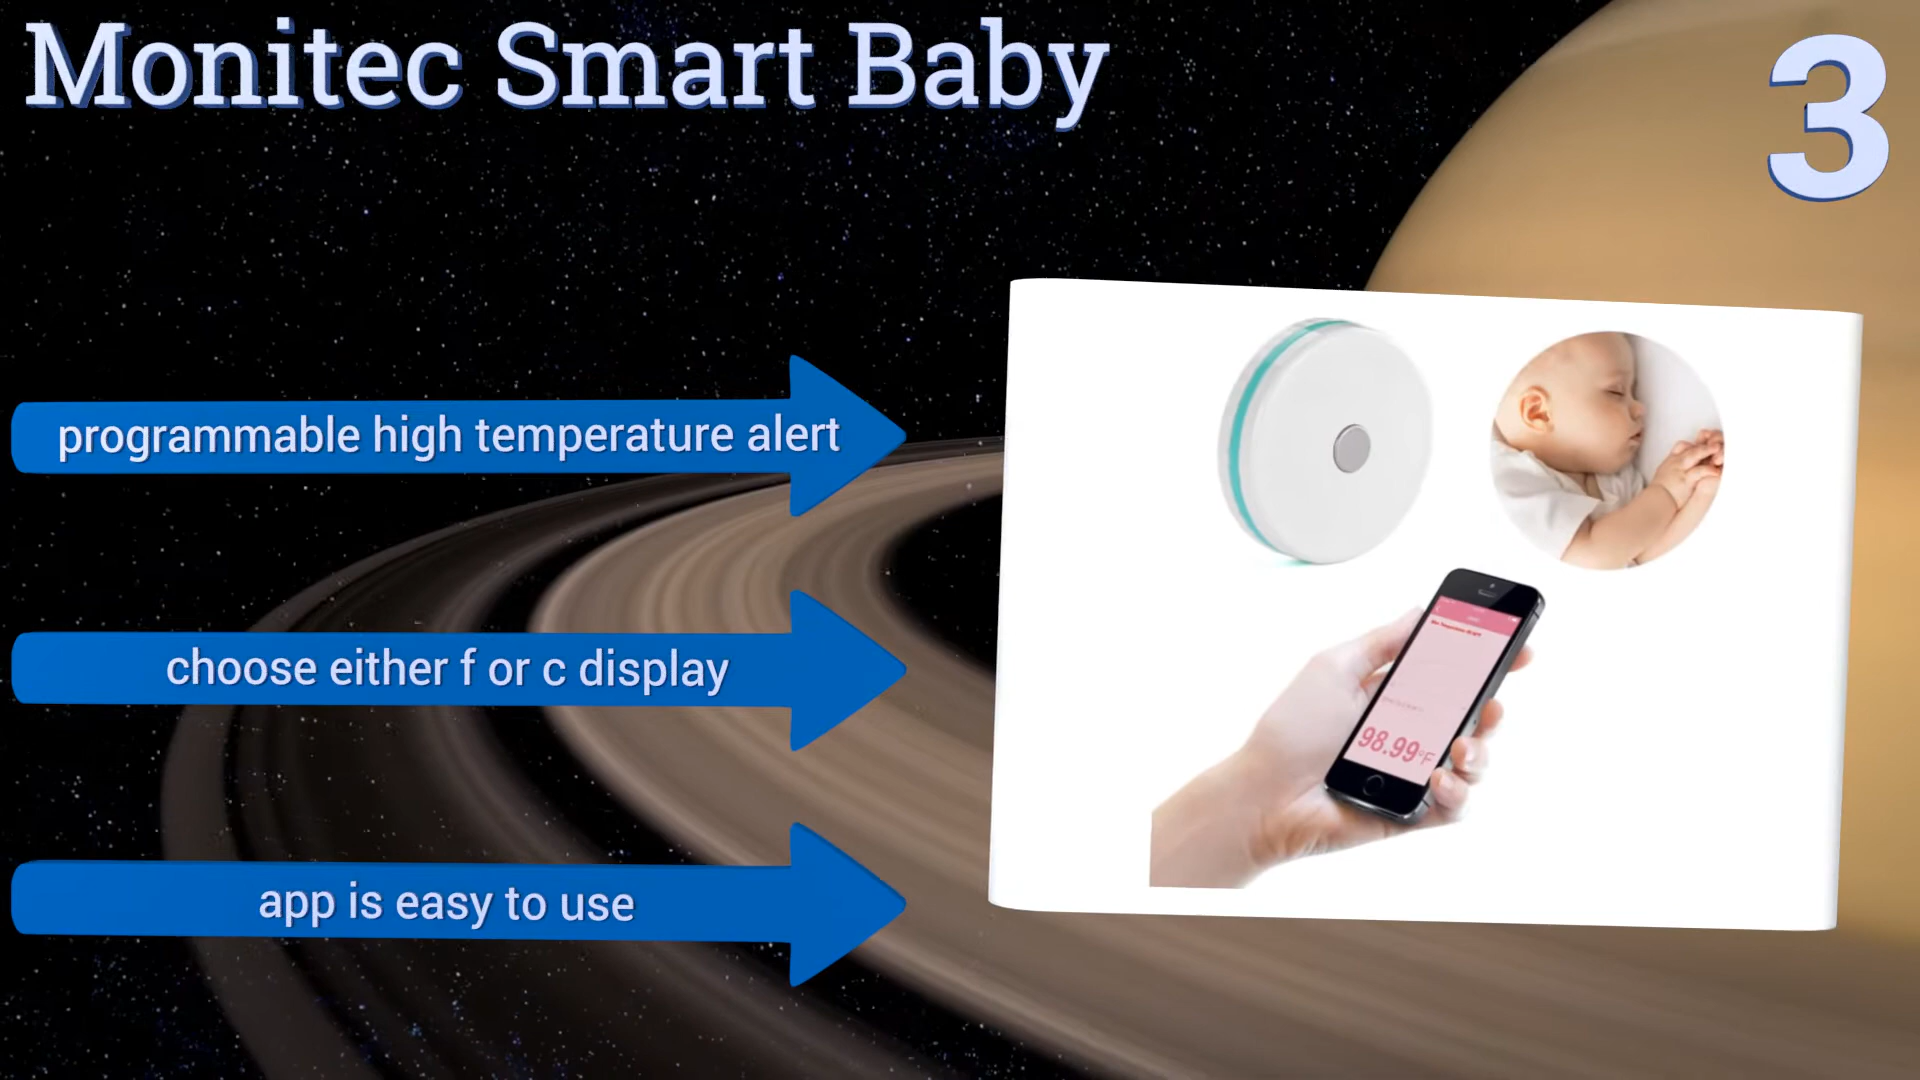 Monitec Smart Baby
3
programmable high temperature alert
choose either f or c display
app is easy to use
98.99°F